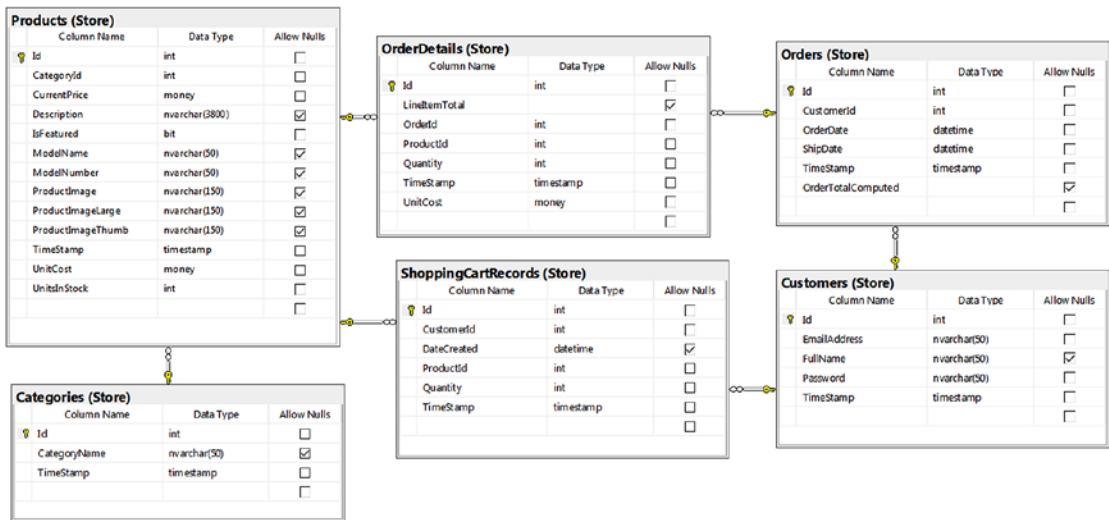 Products (Store)
Column Name Data Type Allow Nulls
Id int
CategoryId int
CurrentPrice money
Description nvarchar(3800)
IsFeatured bit
ModelName nvarchar(50)
ModelNumber nvarchar(50)
ProductImage nvarchar(150)
ProductImageLarge nvarchar(150)
ProductImageThumb nvarchar(150)
TimeStamp timestamp
UnitCost money
UnitsInStock int
OrderDetails (Store)
Column Name Data Type Allow Nulls
Id int
LineItemTotal
OrderId int
ProductId int
Quantity int
TimeStamp timestamp
UnitCost money
Orders (Store)
Column Name Data Type Allow Nulls
Id int
CustomerId int
OrderDate datetime
ShipDate datetime
TimeStamp timestamp
OrderTotalComputed
ShoppingCartRecords (Store)
Column Name Data Type Allow Nulls
Id int
CustomerId int
DateCreated datetime
ProductId int
Quantity int
TimeStamp timestamp
Customers (Store)
Column Name Data Type Allow Nulls
Id int
EmailAddress nvarchar(50)
FullName nvarchar(50)
Password nvarchar(50)
TimeStamp timestamp
Categories (Store)
Column Name Data Type Allow Nulls
Id int
CategoryName nvarchar(50)
TimeStamp timestamp